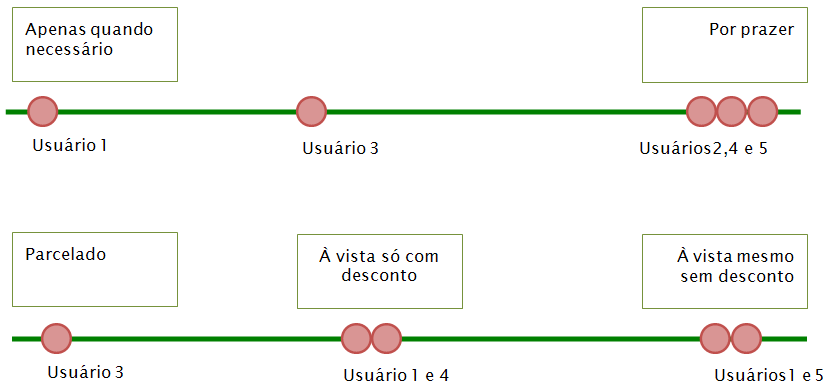 Apenas quando
necessário
Por prazer
Usuário 1
Usuário 3
Usuários2,4 e 5
Parcelado
À vista só com
desconto
À vista mesmo
sem desconto
Usuário 3
Usuário 1 e 4
Usuários1 e 5